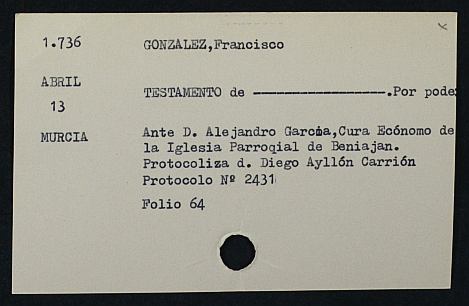 1.736
GONZALEZ,Francisco
ABRIL
13
TESTAMENTO de -----------------.Por pode
MURCIA
Ante D. Alejandro García,Cura Ecónomo de
la Iglesia Parroqial de Beniajan.
Protocoliza d. Diego Ayllón Carrión
Protocolo Nº 2431
Folio 64